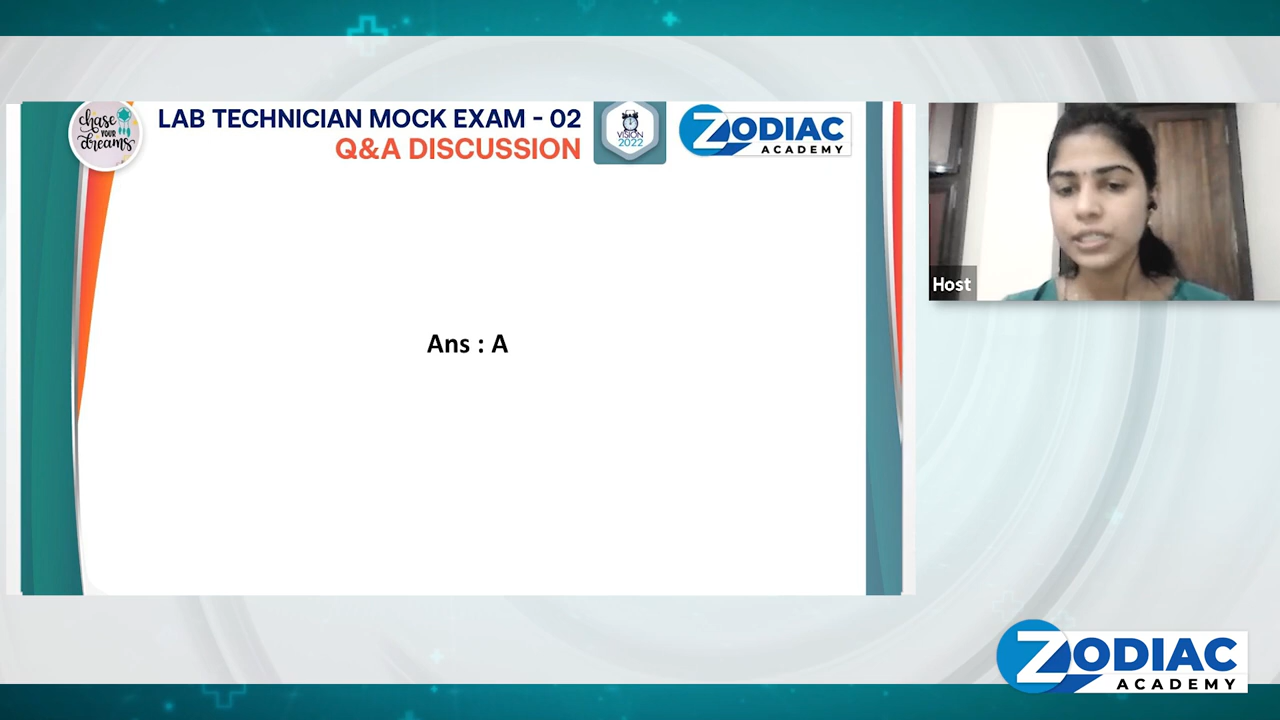 chase
YOUR
dreams
LAB TECHNICIAN MOCK EXAM - 02
Q&A DISCUSSION
VISION
2022
ZODIAC
ACADEMY
Host
Ans : A
ZODIAC
ACADEMY